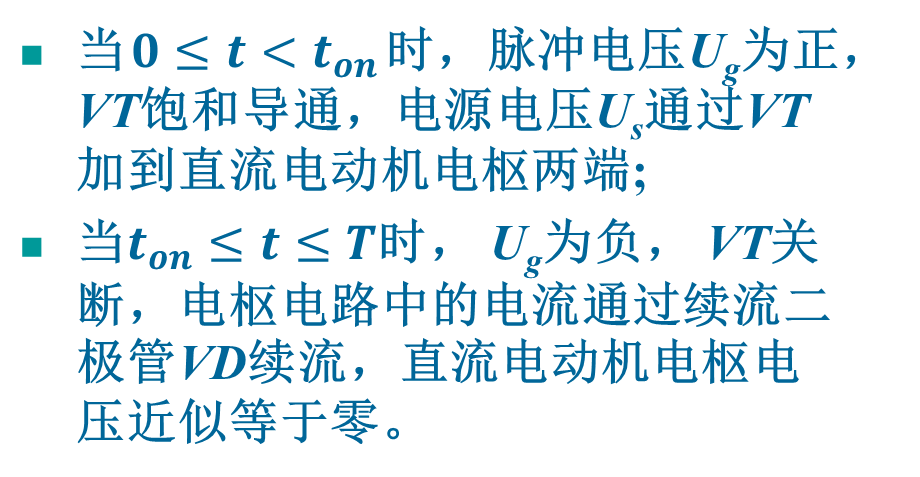 ■ 当0 ≤ t < tₒₙ时，脉冲电压U_g为正，
VT饱和导通，电源电压U_s通过VT
加到直流电动机电枢两端;
■ 当tₒₙ ≤ t ≤ T时， U_g为负， VT关
断，电枢电路中的电流通过续流二
极管VD续流，直流电动机电枢电
压近似等于零。